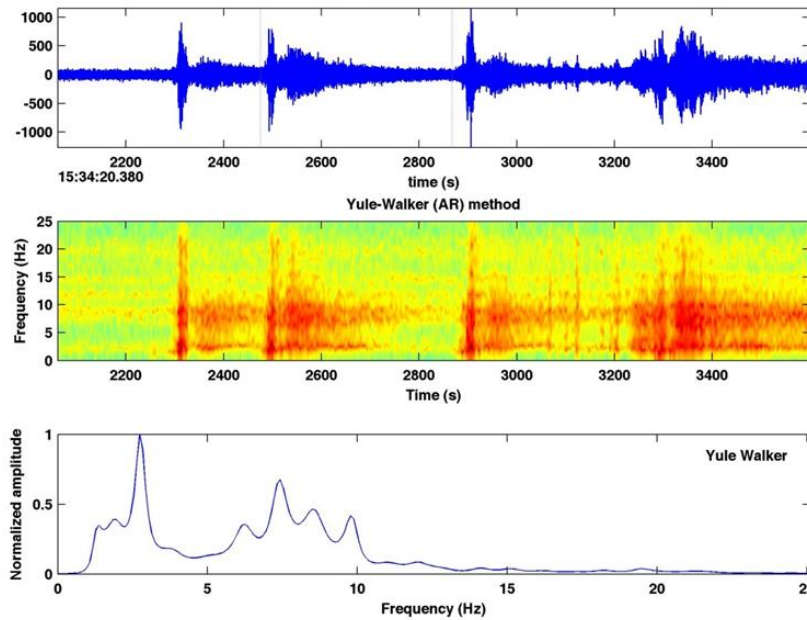 1000
500
0
-500
-1000
2200 2400 2600 2800 3000 3200 3400
15:34:20.380
time (s)
Yule-Walker (AR) method
25
20
15
10
5
0
Frequency (Hz)
2200 2400 2600 2800 3000 3200 3400
Time (s)
1
0.5
0
Normalized amplitude
Yule Walker
0 5 10 15 20 2
Frequency (Hz)